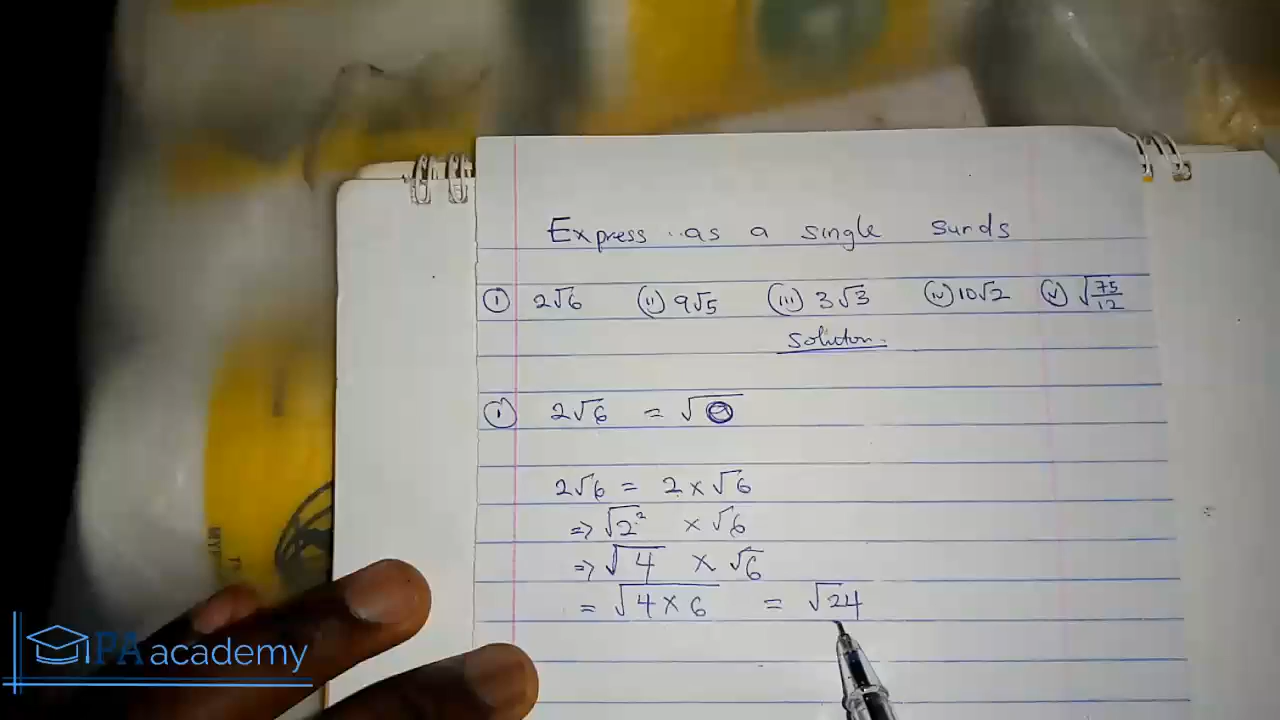 Express as a single surds
(i) 2√6 (ii) 9√5 (iii) 3√3 (iv) 10√2 (v) √75/12
Soluton.
(i) 2√6 = √
2√6 = 2 × √6
⇒ √2² × √6
⇒ √4 × √6
= √4 × 6 = √24
PA academy